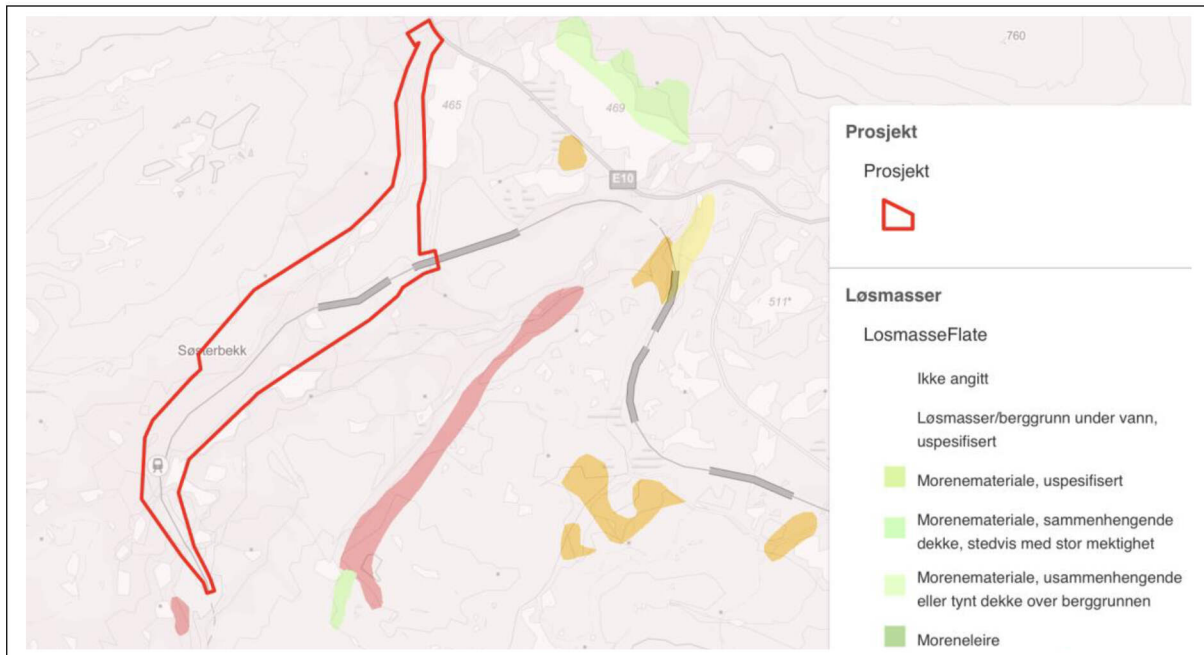 760
465
469
E10
511
Søsterbekk
Prosjekt
Prosjekt
Løsmasser
LosmasseFlate
Ikke angitt
Løsmasser/berggrunn under vann,
uspesifisert
Morenemateriale, uspesifisert
Morenemateriale, sammenhengende
dekke, stedvis med stor mektighet
Morenemateriale, usammenhengende
eller tynt dekke over berggrunnen
Moreneleire